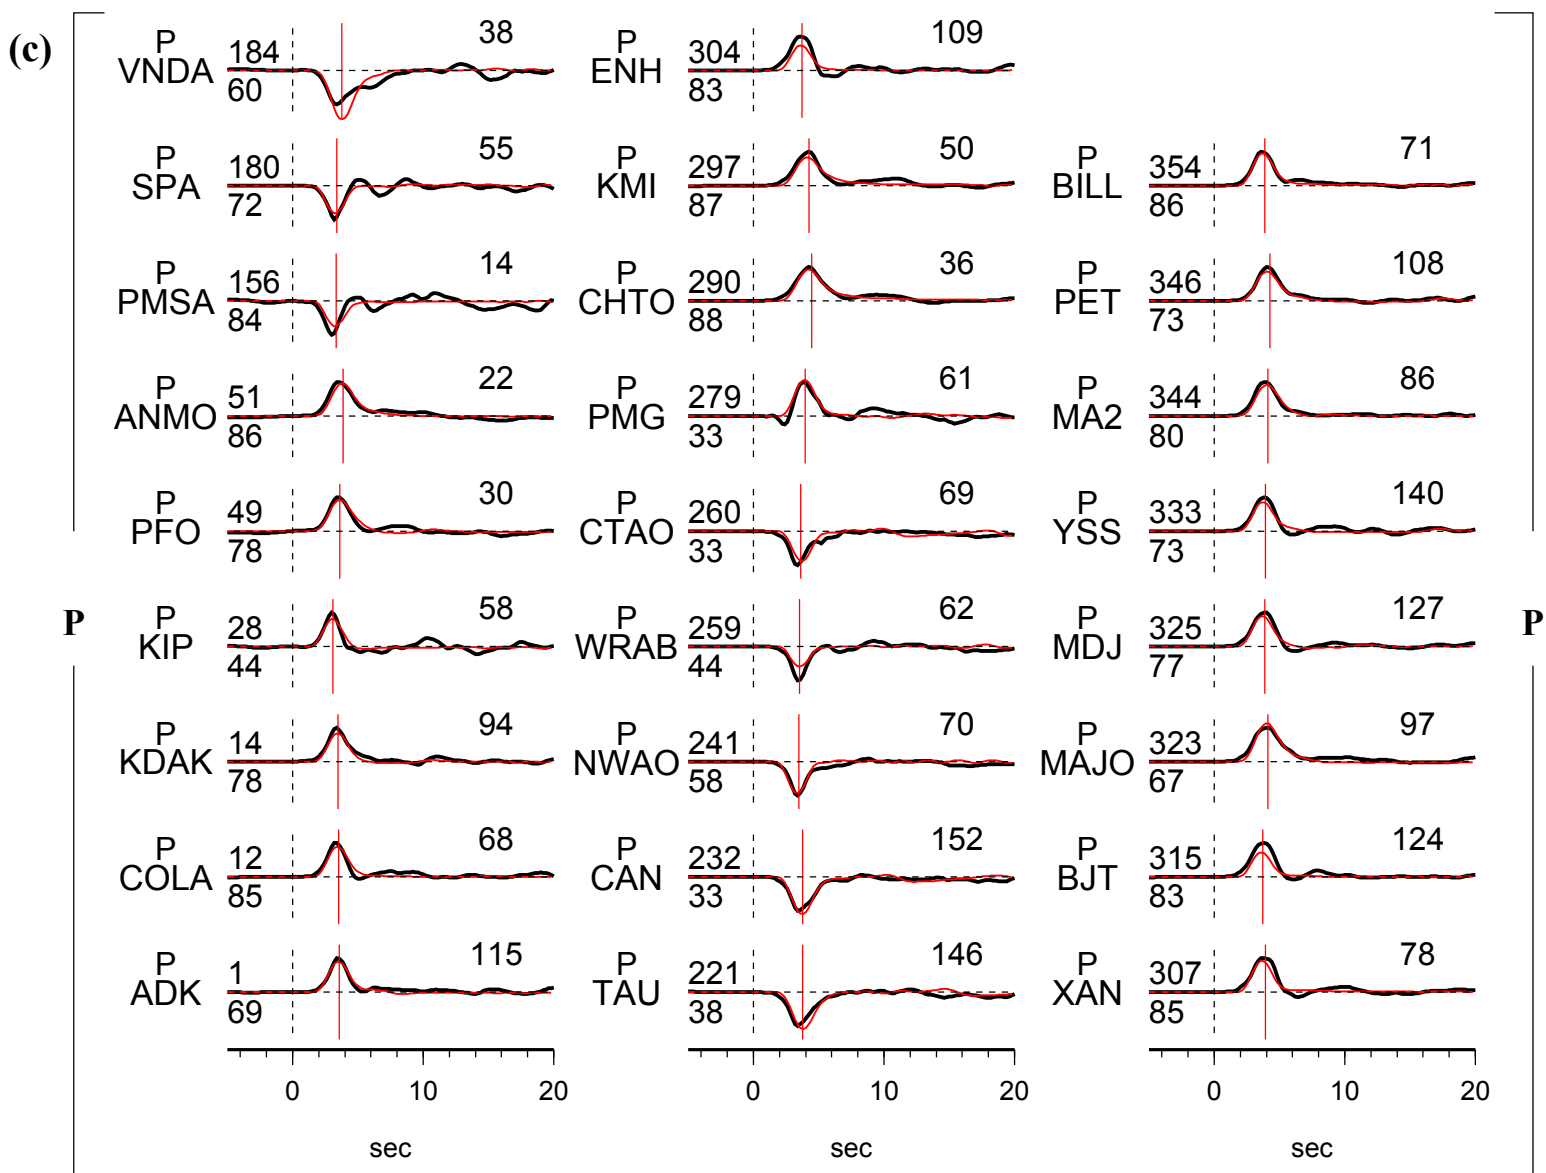 (c)
P
VNDA
184
60
38
P
SPA
180
72
55
P
PMSA
156
84
14
P
ANMO
51
86
22
P
PFO
49
78
30
P
KIP
28
44
58
P
KDAK
14
78
94
P
COLA
12
85
68
P
ADK
1
69
115
0 10 20
sec
P
ENH
304
83
109
P
KMI
297
87
50
P
CHTO
290
88
36
P
PMG
279
33
61
P
CTAO
260
33
69
P
WRAB
259
44
62
P
NWAO
241
58
70
P
CAN
232
33
152
P
TAU
221
38
146
0 10 20
sec
P
BILL
354
86
71
P
PET
346
73
108
P
MA2
344
80
86
P
YSS
333
73
140
P
MDJ
325
77
127
P
MAJO
323
67
97
P
BJT
315
83
124
P
XAN
307
85
78
0 10 20
sec
P
P